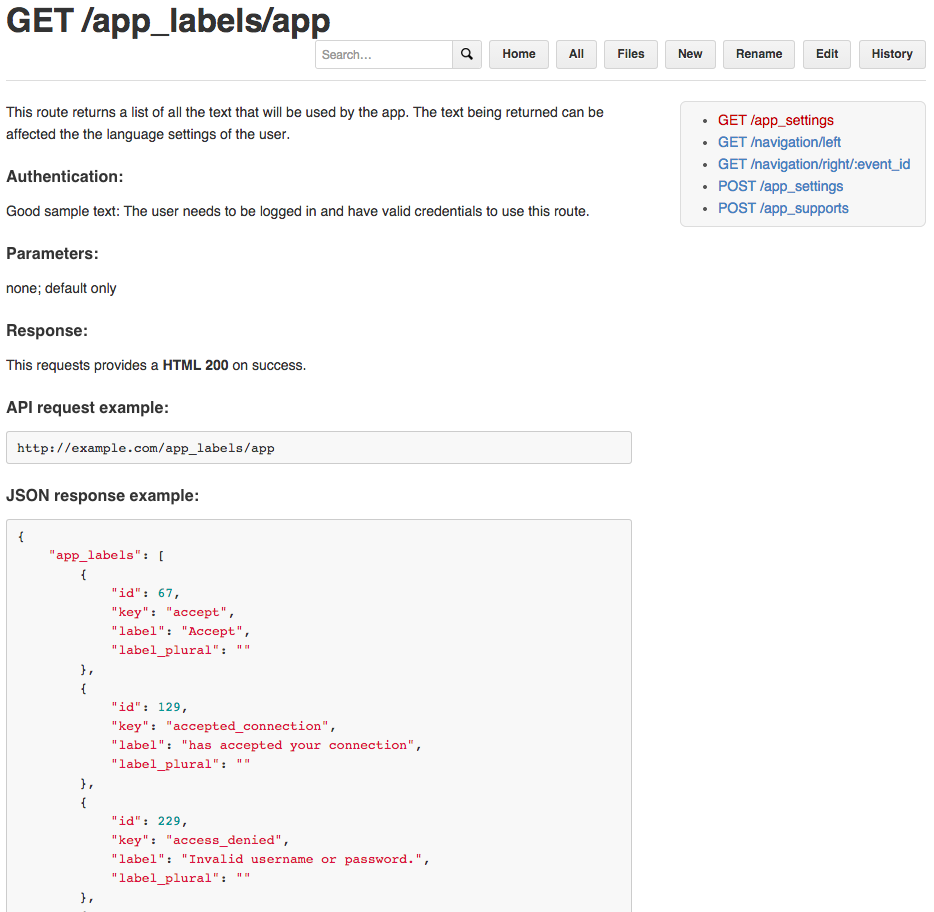 GET /app_labels/app
Search...
Home
All
Files
New
Rename
Edit
History
This route returns a list of all the text that will be used by the app. The text being returned can be
affected the the language settings of the user.
Authentication:
Good sample text: The user needs to be logged in and have valid credentials to use this route.
Parameters:
none; default only
Response:
This requests provides a HTML 200 on success.
API request example:
http://example.com/app_labels/app
JSON response example:
{
    "app_labels": [
        {
            "id": 67,
            "key": "accept",
            "label": "Accept",
            "label_plural": ""
        },
        {
            "id": 129,
            "key": "accepted_connection",
            "label": "has accepted your connection",
            "label_plural": ""
        },
        {
            "id": 229,
            "key": "access_denied",
            "label": "Invalid username or password.",
            "label_plural": ""
        },
• GET /app_settings
• GET /navigation/left
• GET /navigation/right/:event_id
• POST /app_settings
• POST /app_supports